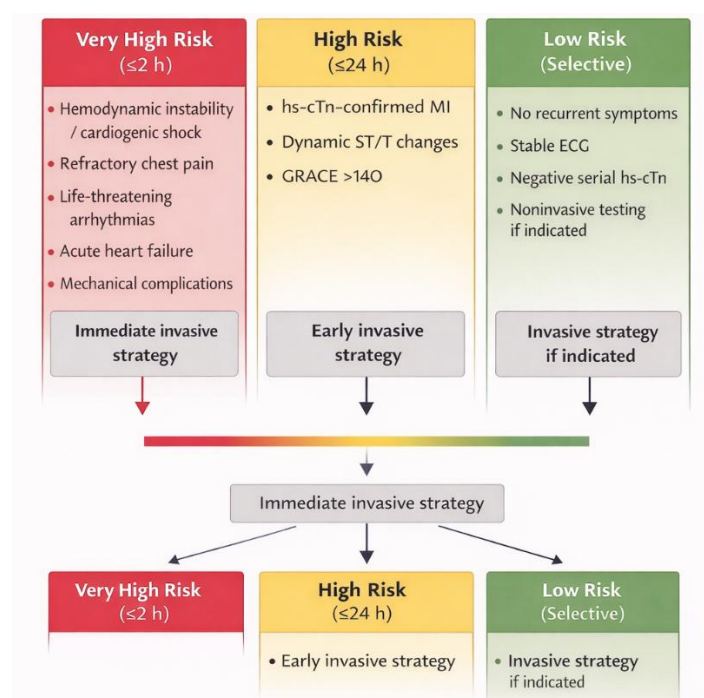 Very High Risk
(≤2 h)
• Hemodynamic instability
/ cardiogenic shock
• Refractory chest pain
• Life-threatening
arrhythmias
• Acute heart failure
• Mechanical complications
Immediate invasive
strategy
High Risk
(≤24 h)
• hs-cTn-confirmed MI
• Dynamic ST/T changes
• GRACE >14O
Early invasive
strategy
Low Risk
(Selective)
• No recurrent symptoms
• Stable ECG
• Negative serial hs-cTn
• Noninvasive testing
if indicated
Invasive strategy
if indicated
Immediate invasive strategy
Very High Risk
(≤2 h)
High Risk
(≤24 h)
• Early invasive strategy
Low Risk
(Selective)
• Invasive strategy
if indicated